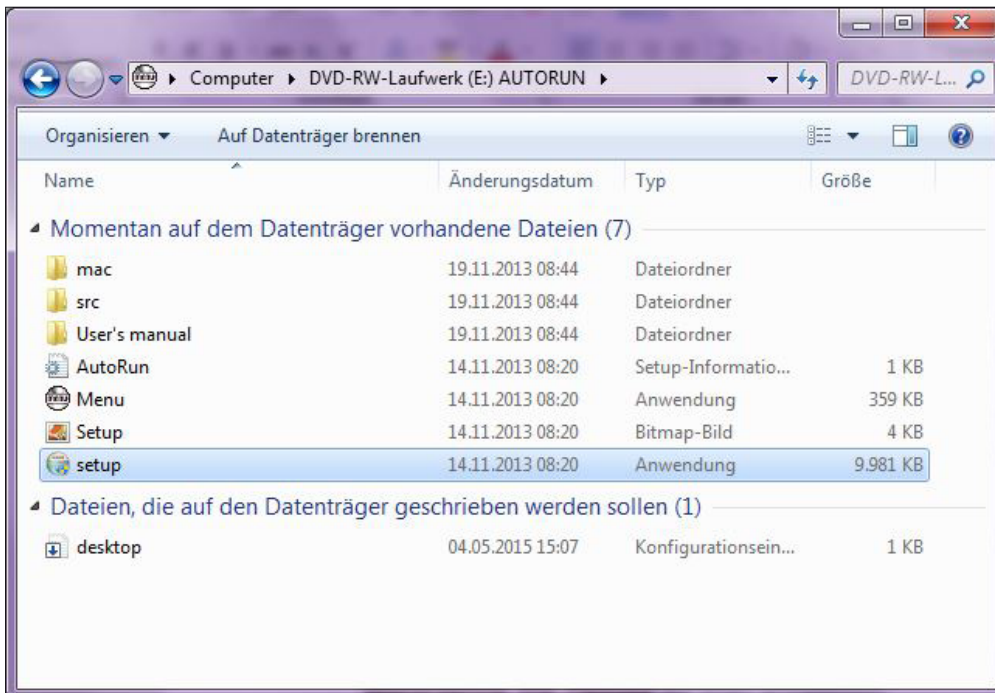 Computer ▸ DVD-RW-Laufwerk (E:) AUTORUN ▸ DVD-RW-L...
Organisieren Auf Datenträger brennen
Name Änderungsdatum Typ Größe
Momentan auf dem Datenträger vorhandene Dateien (7)
mac 19.11.2013 08:44 Dateiordner
src 19.11.2013 08:44 Dateiordner
User's manual 19.11.2013 08:44 Dateiordner
AutoRun 14.11.2013 08:20 Setup-Informatio... 1 KB
Menu 14.11.2013 08:20 Anwendung 359 KB
Setup 14.11.2013 08:20 Bitmap-Bild 4 KB
setup 14.11.2013 08:20 Anwendung 9.981 KB
Dateien, die auf den Datenträger geschrieben werden sollen (1)
desktop 04.05.2015 15:07 Konfigurationsein... 1 KB